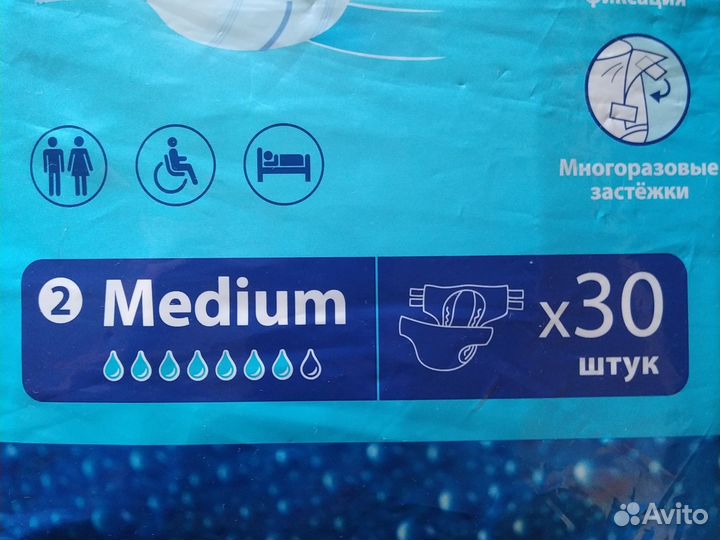 фиксация
Многоразовые
застёжки
2 Medium
x30
штук
Avito